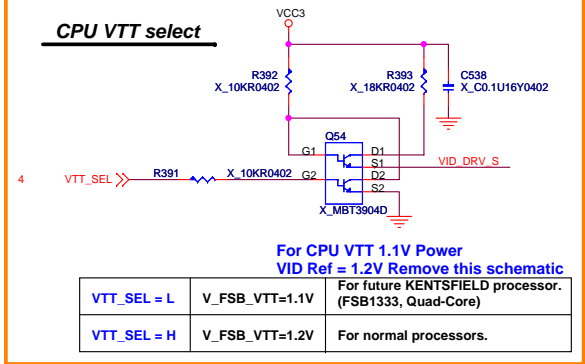 CPU VTT select
VCC3
R392
X_10KR0402
R393
X_18KR0402
C538
X_C0.1U16Y0402
Q54
G1
D1
S1
VID_DRV_S
4
VTT_SEL
R391
X_10KR0402
G2
D2
S2
X_MBT3904D
For CPU VTT 1.1V Power
VID Ref = 1.2V Remove this schematic
VTT_SEL = L
V_FSB_VTT=1.1V
For future KENTSFIELD processor.
(FSB1333, Quad-Core)
VTT_SEL = H
V_FSB_VTT=1.2V
For normal processors.